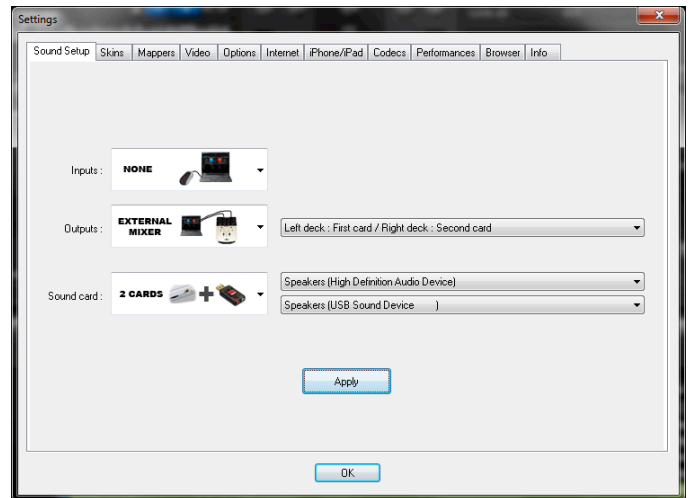 Settings
Sound Setup Skins Mappers Video Options Internet iPhone/iPad Codecs Performances Browser Info
Inputs : NONE
Outputs : EXTERNAL MIXER Left deck : First card / Right deck : Second card
Sound card : 2 CARDS Speakers (High Definition Audio Device)
Speakers (USB Sound Device )
Apply
OK